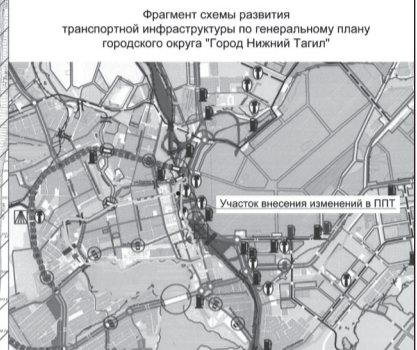 Фрагмент схемы развития
транспортной инфраструктуры по генеральному плану
городского округа "Город Нижний Тагил"
Участок внесения изменений в ППТ